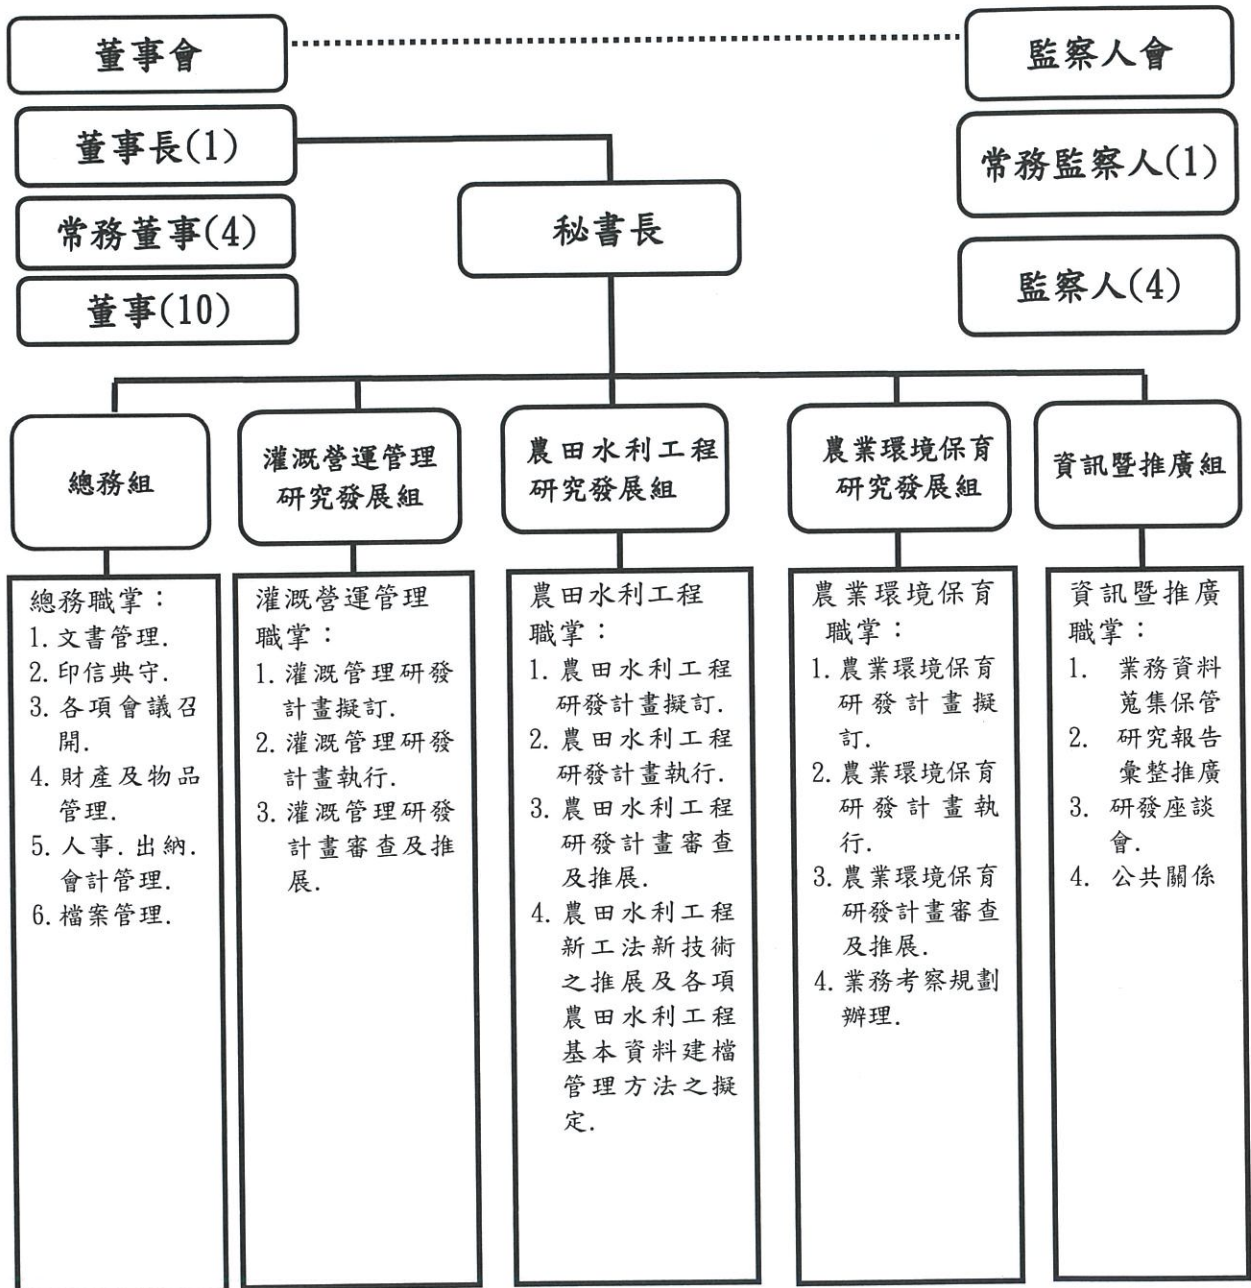 董事會
監察人會
董事長(1)
常務監察人(1)
常務董事(4)
秘書長
監察人(4)
董事(10)
總務組
灌溉營運管理
研究發展組
農田水利工程
研究發展組
農業環境保育
研究發展組
資訊暨推廣組
總務職掌：
1.文書管理.
2.印信典守.
3.各項會議召
開.
4.財產及物品
管理.
5.人事.出納.
會計管理.
6.檔案管理.
灌溉營運管理
職掌：
1.灌溉管理研發
計畫擬訂.
2.灌溉管理研發
計畫執行.
3.灌溉管理研發
計畫審查及推
展.
農田水利工程
職掌：
1.農田水利工程
研發計畫擬訂.
2.農田水利工程
研發計畫執行.
3.農田水利工程
研發計畫審查
及推展.
4.農田水利工程
新工法新技術
之推展及各項
農田水利工程
基本資料建檔
管理方法之擬
定.
農業環境保育
職掌：
1.農業環境保育
研發計畫擬
訂.
2.農業環境保育
研發計畫執
行.
3.農業環境保育
研發計畫審查
及推展.
4.業務考察規劃
辦理.
資訊暨推廣
職掌：
1. 業務資料
蒐集保管
2. 研究報告
彙整推廣
3. 研發座談
會.
4. 公共關係